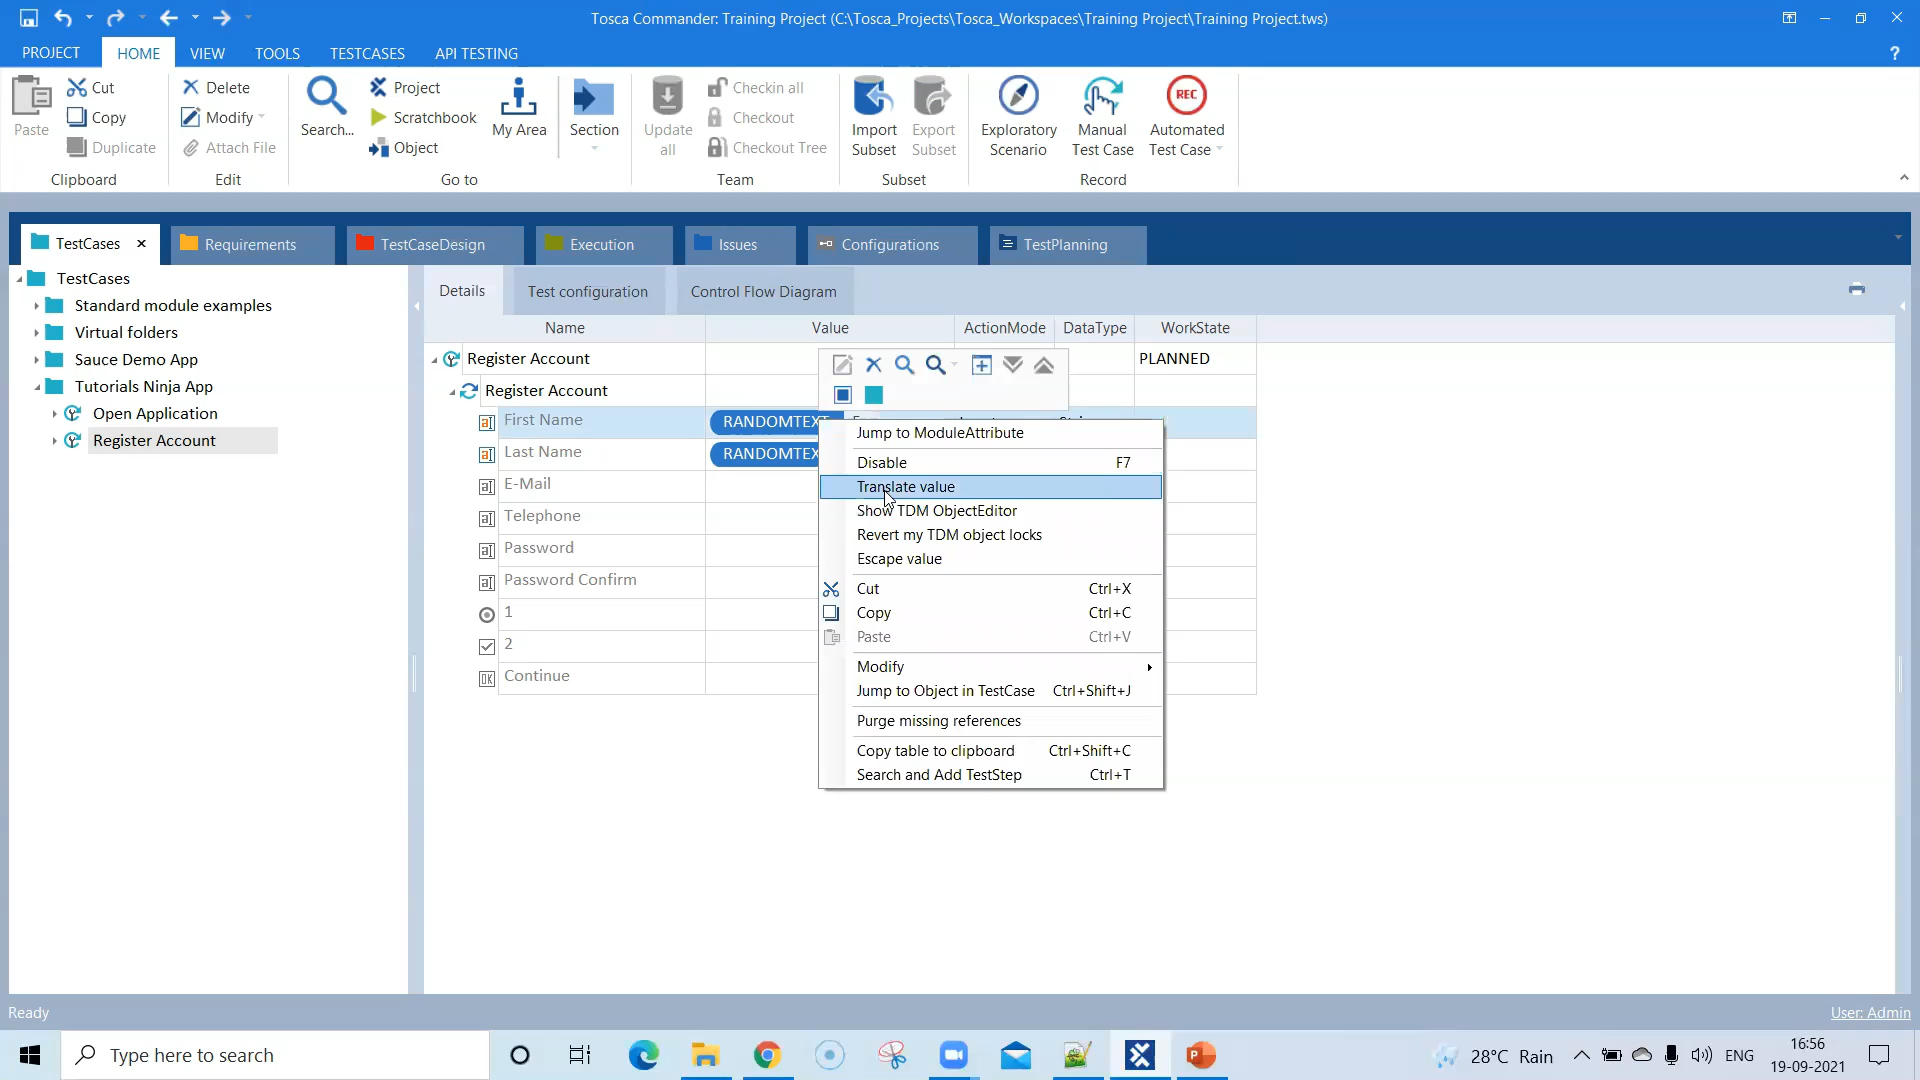 Tosca Commander: Training Project (C:\Tosca_Projects\Tosca_Workspaces\Training Project\Training Project.tws)
PROJECT HOME VIEW TOOLS TESTCASES API TESTING ?
Paste
Cut
Copy
Duplicate
Clipboard
Delete
Modify
Attach File
Edit
Search...
Project
Scratchbook
Object
My Area
Go to
Section
Update all
Checkin all
Checkout
Checkout Tree
Team
Import Subset
Export Subset
Subset
Exploratory Scenario
Manual Test Case
REC
Automated Test Case
Record
TestCases Requirements TestCaseDesign Execution Issues Configurations TestPlanning
TestCases
Standard module examples
Virtual folders
Sauce Demo App
Tutorials Ninja App
Open Application
Register Account
Details Test configuration Control Flow Diagram
Name Value ActionMode DataType WorkState
Register Account PLANNED
Register Account
First Name RANDOMTEXT
Last Name RANDOMTEX
E-Mail
Telephone
Password
Password Confirm
1
2
Continue
Jump to ModuleAttribute
Disable F7
Translate value
Show TDM ObjectEditor
Revert my TDM object locks
Escape value
Cut Ctrl+X
Copy Ctrl+C
Paste Ctrl+V
Modify
Jump to Object in TestCase Ctrl+Shift+J
Purge missing references
Copy table to clipboard Ctrl+Shift+C
Search and Add TestStep Ctrl+T
Ready User: Admin
Type here to search
28°C Rain
ENG
16:56
19-09-2021